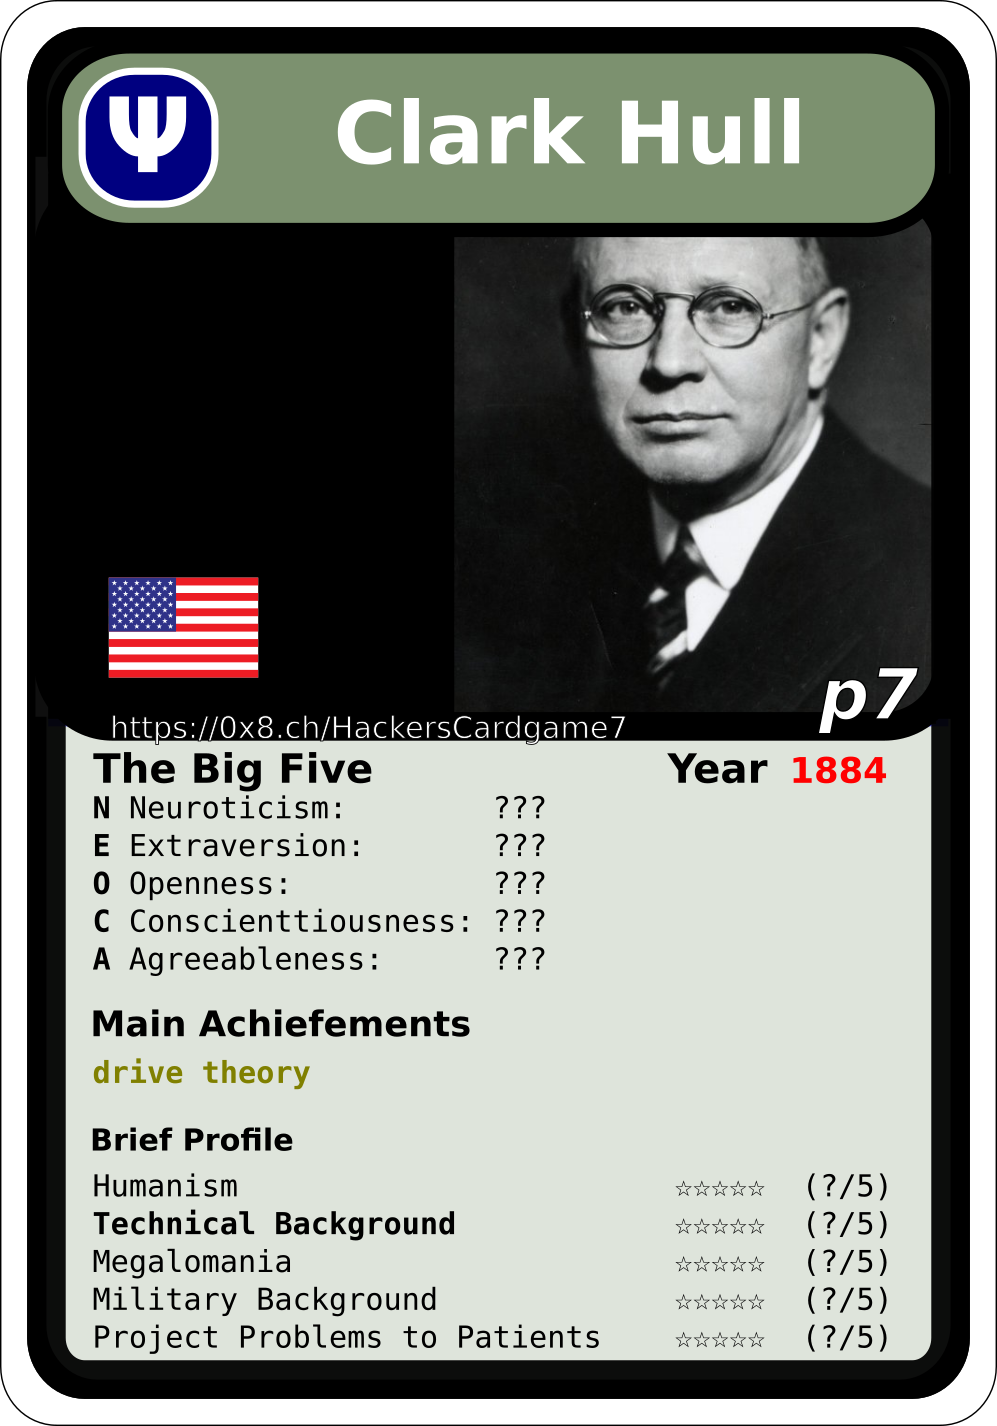 Ψ Clark Hull
p7
https://0x8.ch/HackersCardgame7
The Big Five Year 1884
N Neuroticism: ???
E Extraversion: ???
O Openness: ???
C Conscienttiousness: ???
A Agreeableness: ???
Main Achiefements
drive theory
Brief Profile
Humanism ☆☆☆☆☆ (?/5)
Technical Background ☆☆☆☆☆ (?/5)
Megalomania ☆☆☆☆☆ (?/5)
Military Background ☆☆☆☆☆ (?/5)
Project Problems to Patients ☆☆☆☆☆ (?/5)